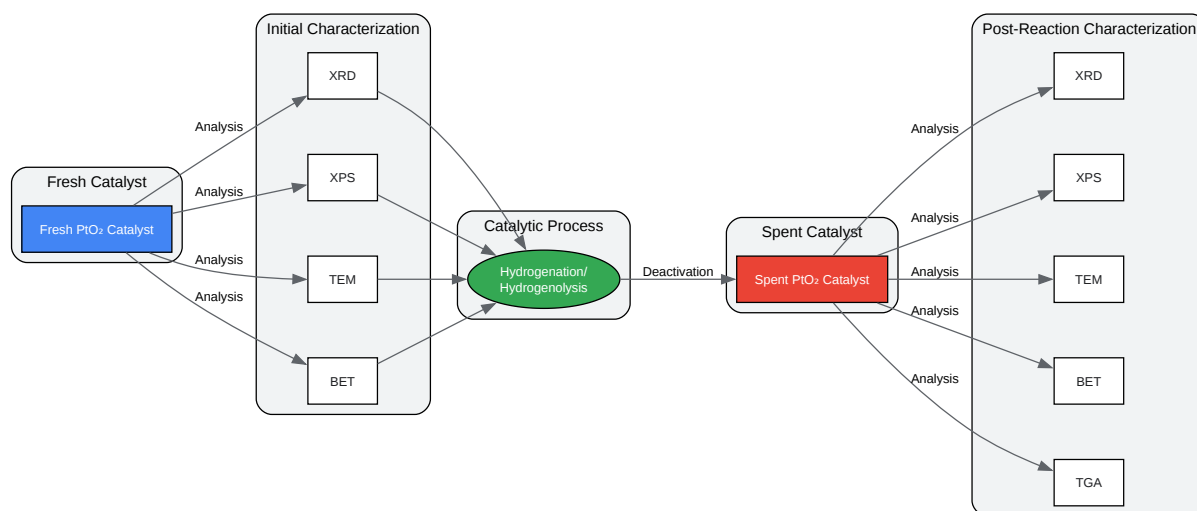 Initial Characterization
XRD
Analysis
XPS
Analysis
TEM
Analysis
BET
Analysis
Fresh Catalyst
Fresh PtO₂ Catalyst
Catalytic Process
Hydrogenation/
Hydrogenolysis
Deactivation
Spent Catalyst
Spent PtO₂ Catalyst
Post-Reaction Characterization
Analysis
XRD
Analysis
XPS
Analysis
TEM
Analysis
BET
Analysis
TGA